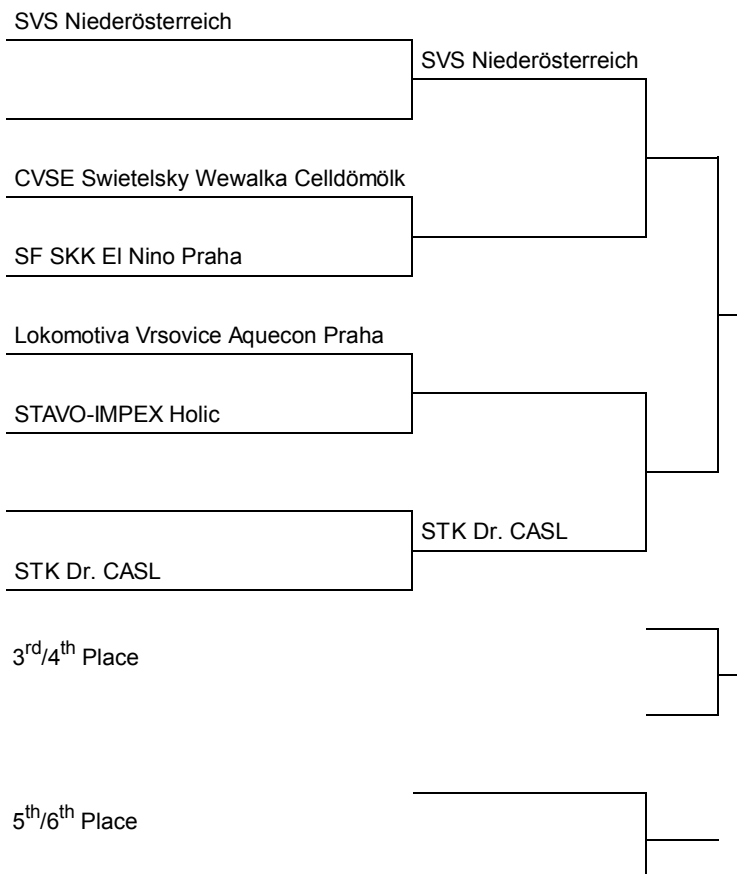 SVS Niederösterreich
SVS Niederösterreich
CVSE Swietelsky Wewalka Celldömölk
SF SKK El Nino Praha
Lokomotiva Vrsovice Aquecon Praha
STAVO-IMPEX Holic
STK Dr. CASL
STK Dr. CASL
3rd/4th Place
5th/6th Place